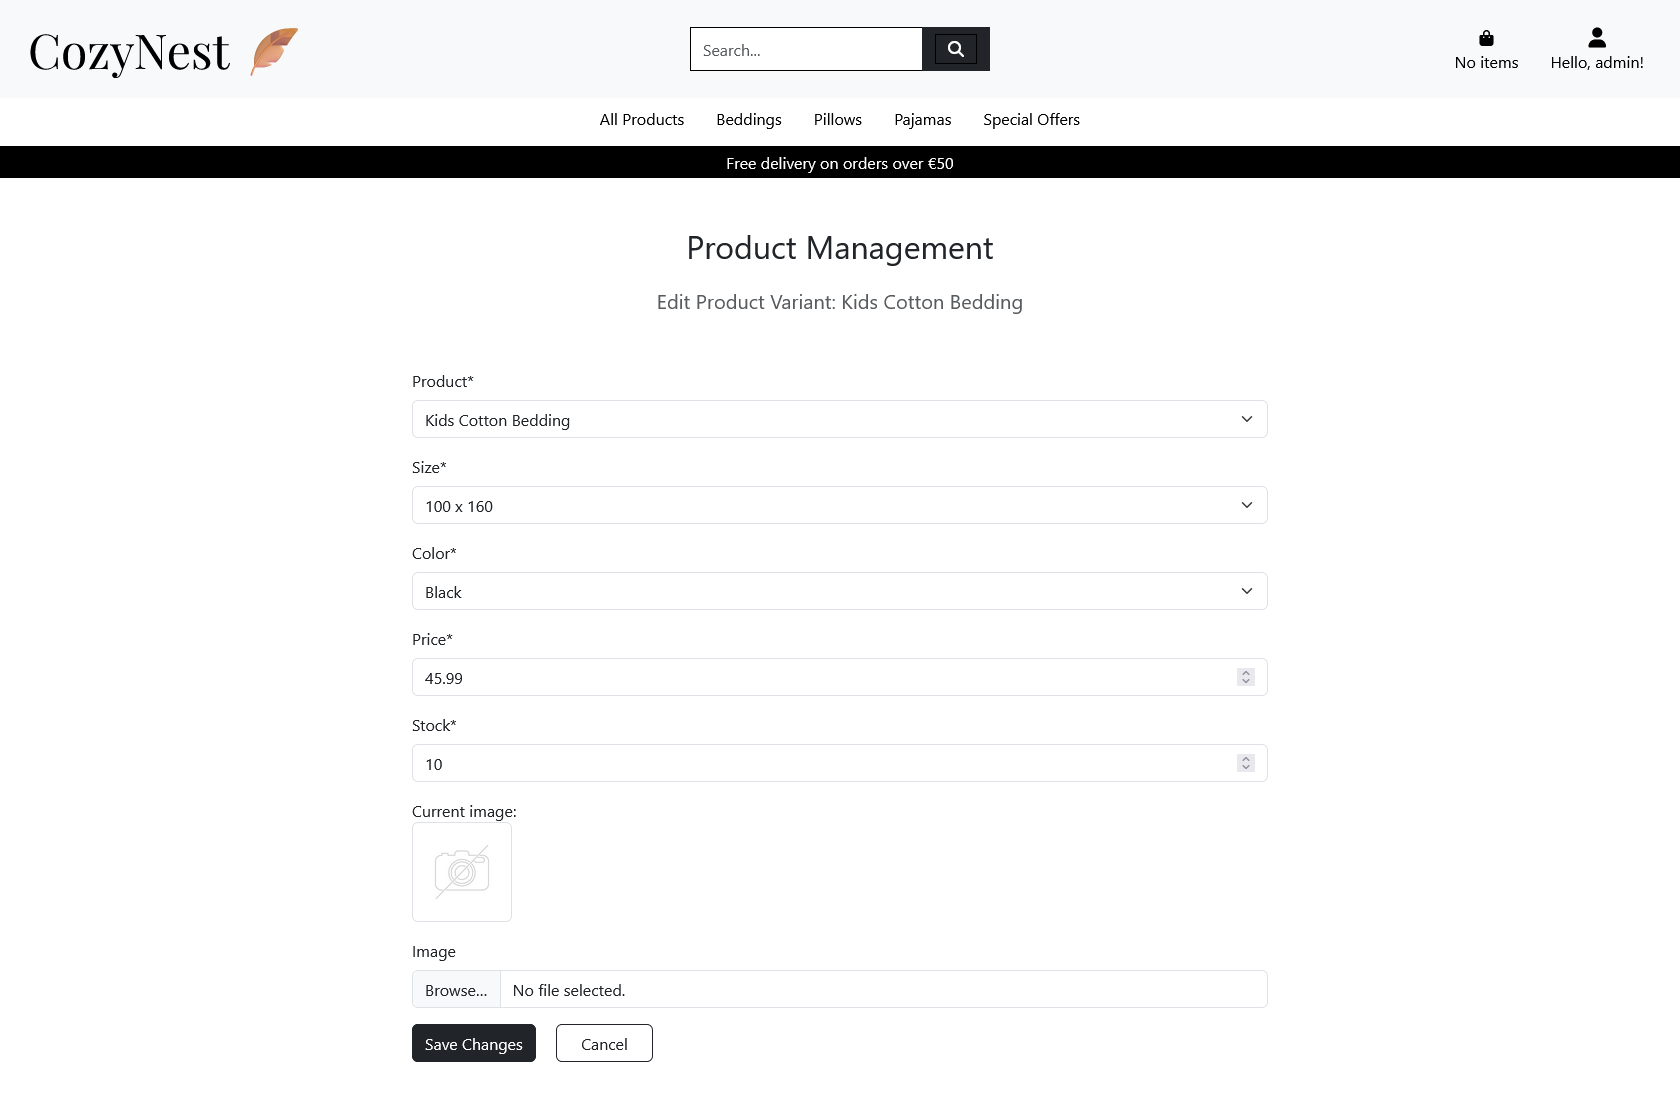 CozyNest
Search...
No items
Hello, admin!
All Products
Beddings
Pillows
Pajamas
Special Offers
Free delivery on orders over €50
Product Management
Edit Product Variant: Kids Cotton Bedding
Product*
Kids Cotton Bedding
Size*
100 x 160
Color*
Black
Price*
45.99
Stock*
10
Current image:
Image
Browse...
No file selected.
Save Changes
Cancel